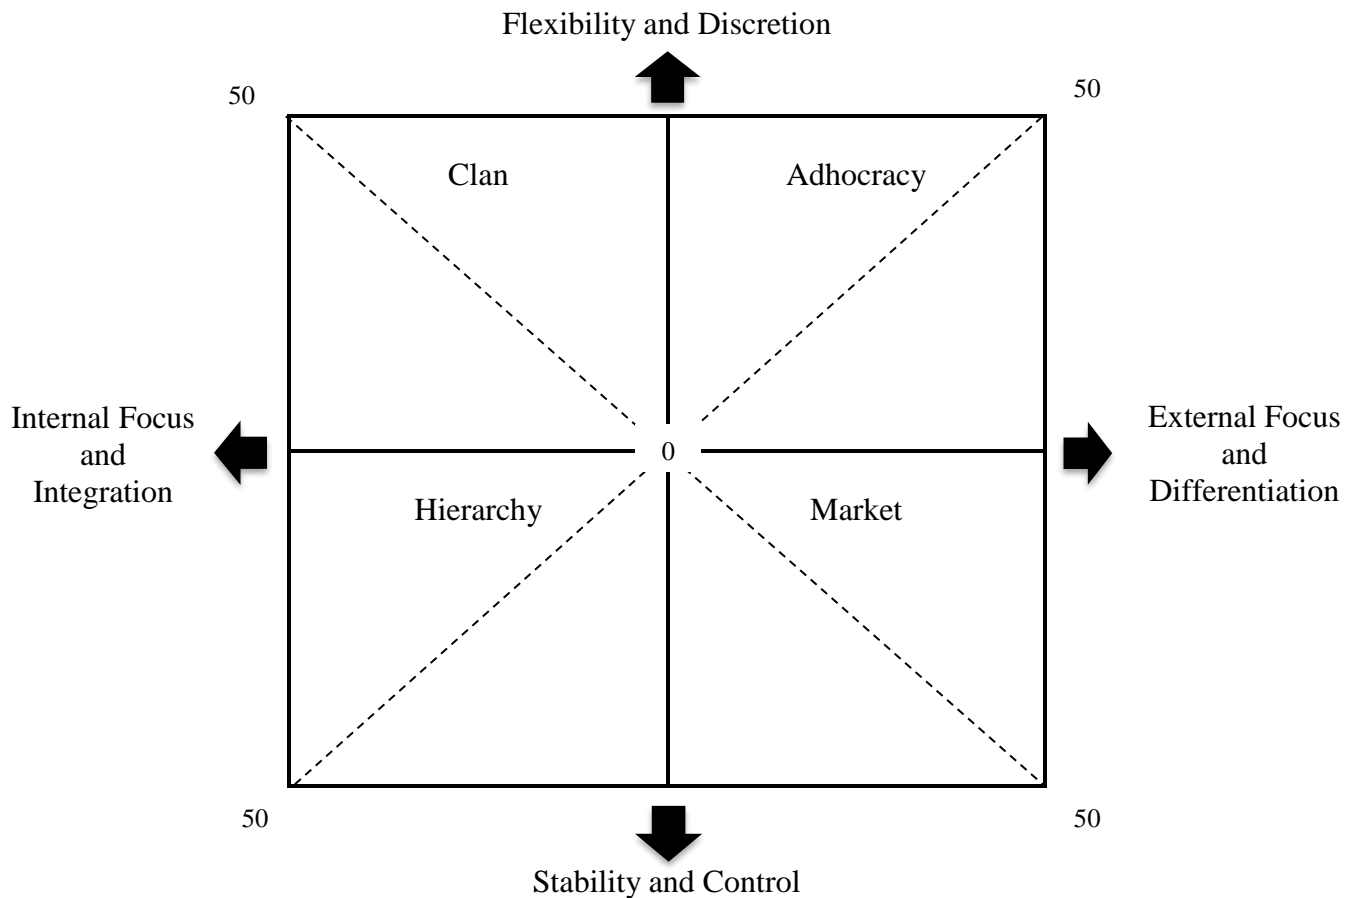 Flexibility and Discretion
50
50
Clan
Adhocracy
Internal Focus
and
Integration
0
External Focus
and
Differentiation
Hierarchy
Market
50
50
Stability and Control